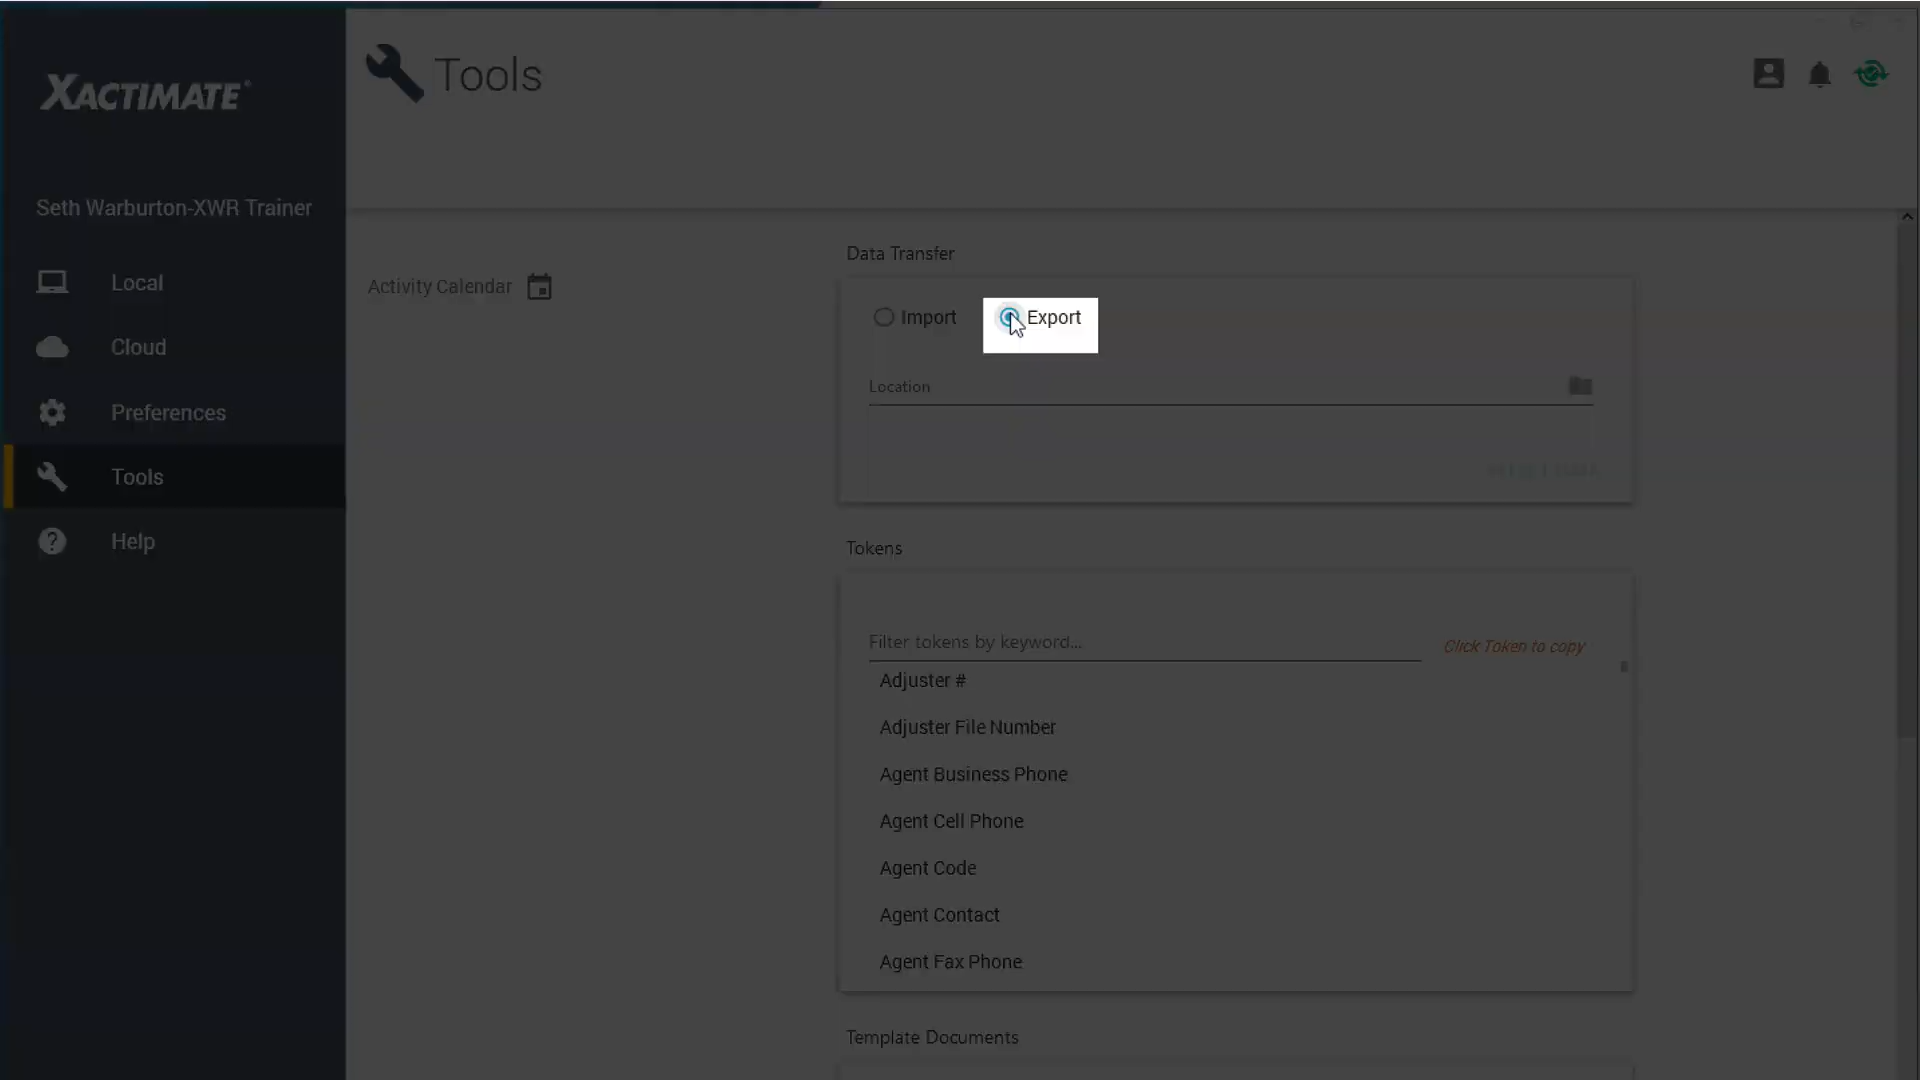 XACTIMATE®
Tools
Seth Warburton-XWR Trainer
Local
Cloud
Preferences
Tools
Help
Activity Calendar
Data Transfer
Import
Export
Location
Tokens
Filter tokens by keyword...
Click Token to copy
Adjuster #
Adjuster File Number
Agent Business Phone
Agent Cell Phone
Agent Code
Agent Contact
Agent Fax Phone
Template Documents